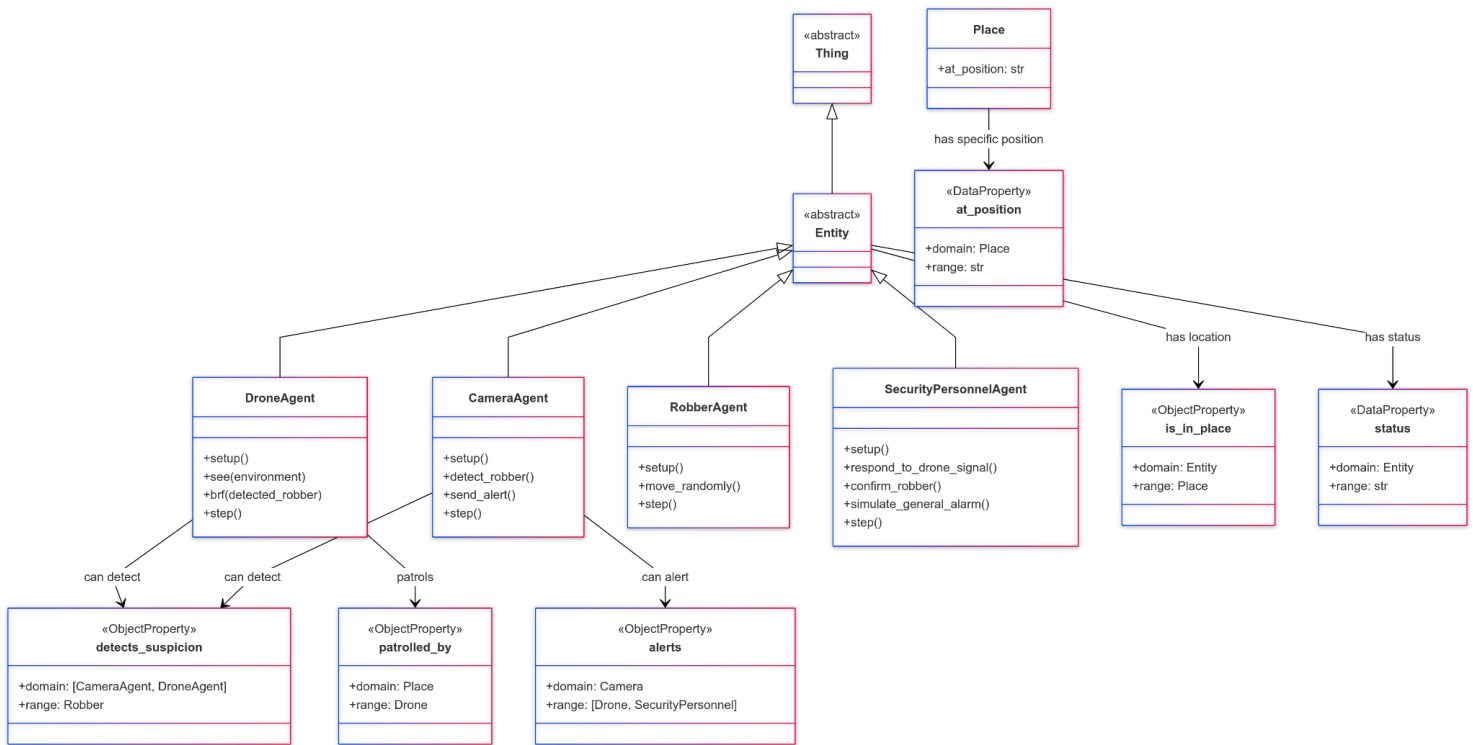 «abstract»
Thing
Place
+at_position: str
has specific position
«DataProperty»
at_position
+domain: Place
+range: str
«abstract»
Entity
has location
has status
DroneAgent
+setup()
+see(environment)
+brf(detected_robber)
+step()
CameraAgent
+setup()
+detect_robber()
+send_alert()
+step()
RobberAgent
+setup()
+move_randomly()
+step()
SecurityPersonnelAgent
+setup()
+respond_to_drone_signal()
+confirm_robber()
+simulate_general_alarm()
+step()
«ObjectProperty»
is_in_place
+domain: Entity
+range: Place
«DataProperty»
status
+domain: Entity
+range: str
can detect
can detect
patrols
can alert
«ObjectProperty»
detects_suspicion
+domain: [CameraAgent, DroneAgent]
+range: Robber
«ObjectProperty»
patrolled_by
+domain: Place
+range: Drone
«ObjectProperty»
alerts
+domain: Camera
+range: [Drone, SecurityPersonnel]